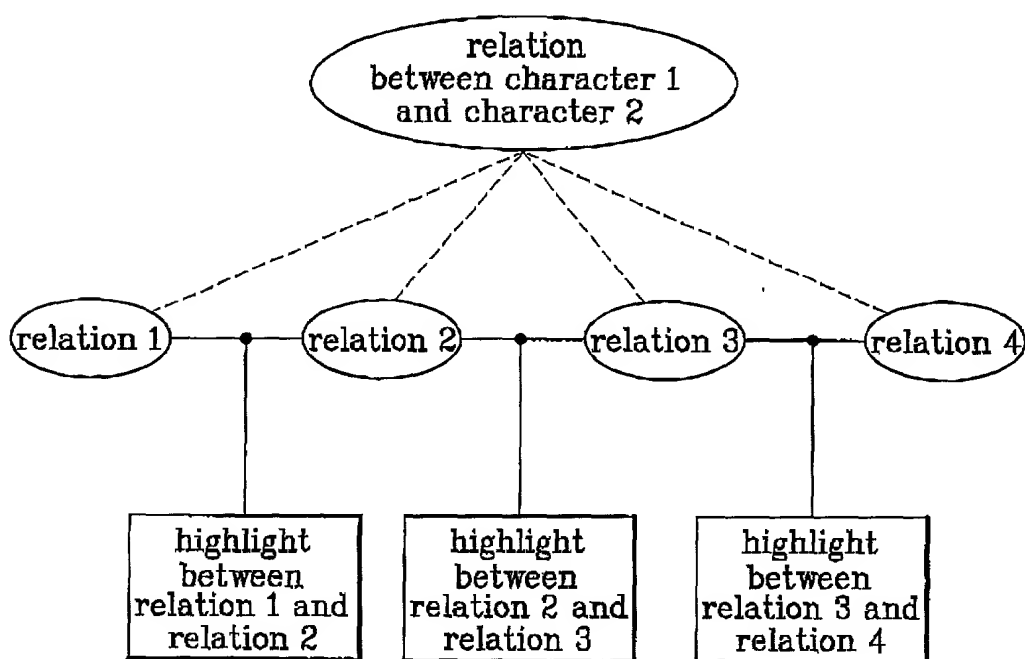 relation
between character 1
and character 2
relation 1
relation 2
relation 3
relation 4
highlight
between
relation 1 and
relation 2
highlight
between
relation 2 and
relation 3
highlight
between
relation 3 and
relation 4